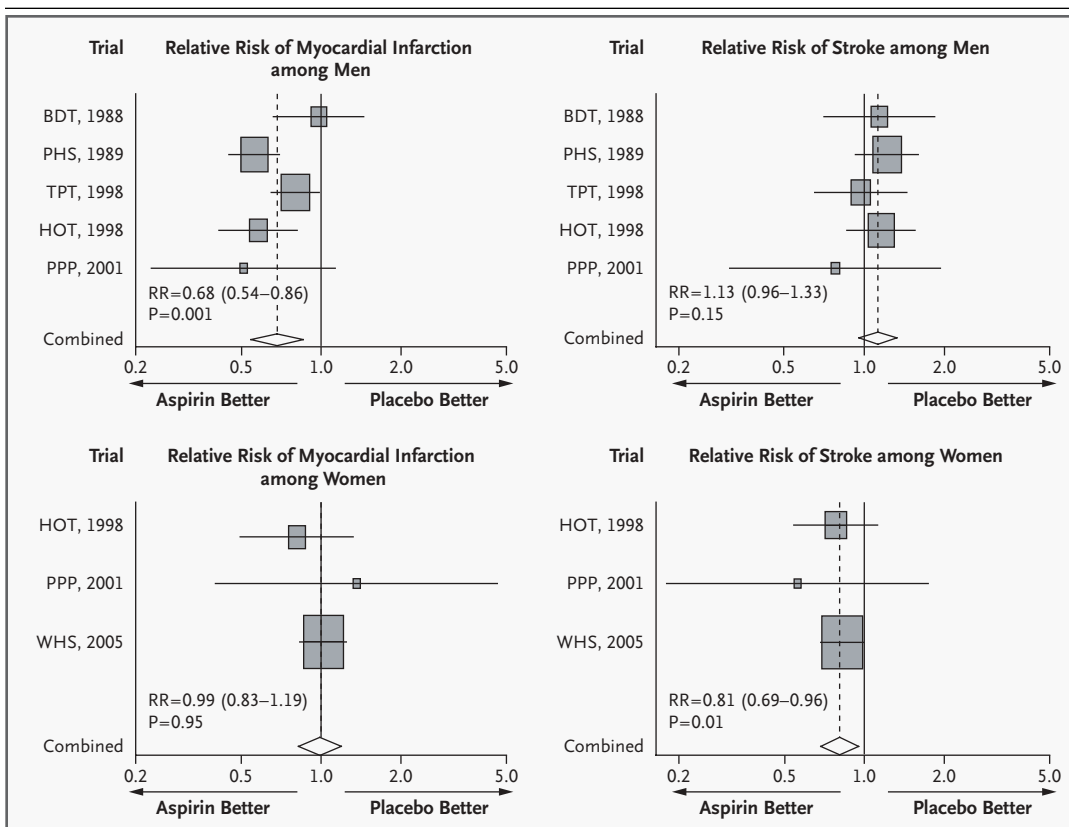 Trial
Relative Risk of Myocardial Infarction
among Men
BDT, 1988
PHS, 1989
TPT, 1998
HOT, 1998
PPP, 2001
RR=0.68 (0.54–0.86)
P=0.001
Combined
0.2 0.5 1.0 2.0 5.0
Aspirin Better Placebo Better
Trial
Relative Risk of Stroke among Men
BDT, 1988
PHS, 1989
TPT, 1998
HOT, 1998
PPP, 2001
RR=1.13 (0.96–1.33)
P=0.15
Combined
0.2 0.5 1.0 2.0 5.0
Aspirin Better Placebo Better
Trial
Relative Risk of Myocardial Infarction
among Women
HOT, 1998
PPP, 2001
WHS, 2005
RR=0.99 (0.83–1.19)
P=0.95
Combined
0.2 0.5 1.0 2.0 5.0
Aspirin Better Placebo Better
Trial
Relative Risk of Stroke among Women
HOT, 1998
PPP, 2001
WHS, 2005
RR=0.81 (0.69–0.96)
P=0.01
Combined
0.2 0.5 1.0 2.0 5.0
Aspirin Better Placebo Better